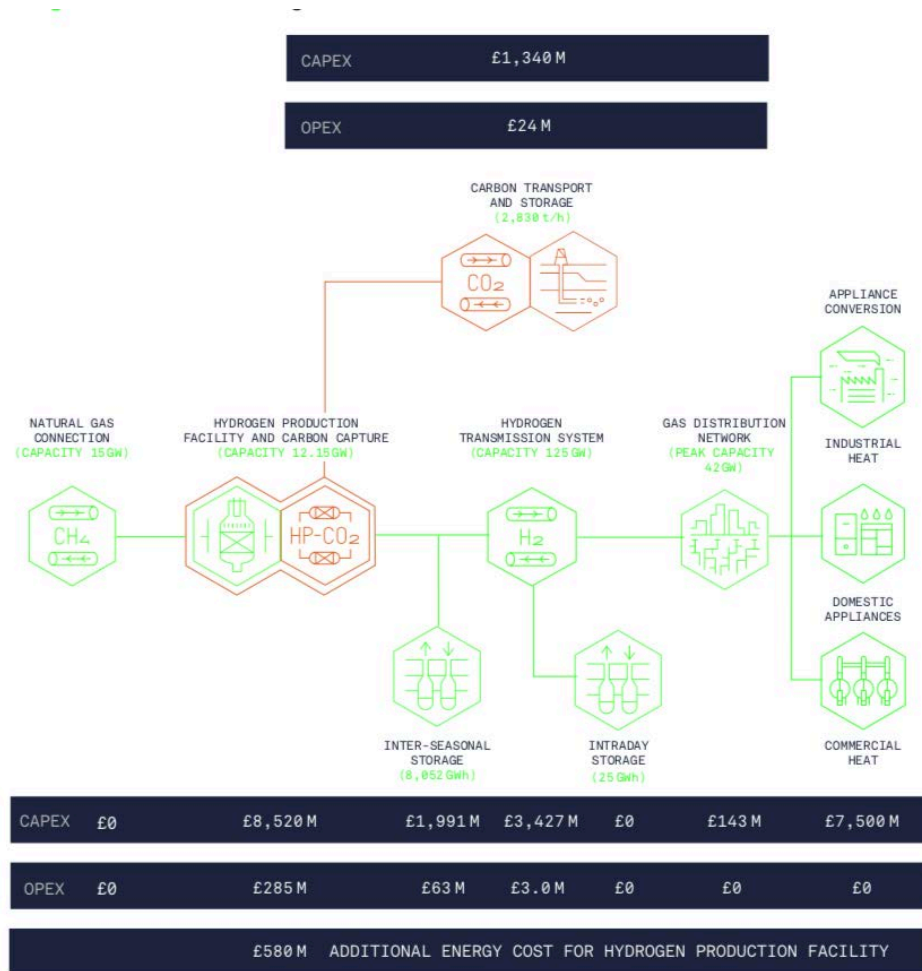 CAPEX £1,340 M
OPEX £24 M
CARBON TRANSPORT
AND STORAGE
(2,830 t/h)
CO₂
APPLIANCE
CONVERSION
NATURAL GAS
CONNECTION
(CAPACITY 15GW)
HYDROGEN PRODUCTION
FACILITY AND CARBON CAPTURE
(CAPACITY 12.15GW)
HYDROGEN
TRANSMISSION SYSTEM
(CAPACITY 125GW)
GAS DISTRIBUTION
NETWORK
(PEAK CAPACITY
42GW)
INDUSTRIAL
HEAT
CH₄
HP-CO₂
H₂
DOMESTIC
APPLIANCES
INTER-SEASONAL
STORAGE
(8,052 GWh)
INTRADAY
STORAGE
(25 GWh)
COMMERCIAL
HEAT
CAPEX £0 £8,520 M £1,991 M £3,427 M £0 £143 M £7,500 M
OPEX £0 £285 M £63 M £3.0 M £0 £0 £0
£580 M ADDITIONAL ENERGY COST FOR HYDROGEN PRODUCTION FACILITY